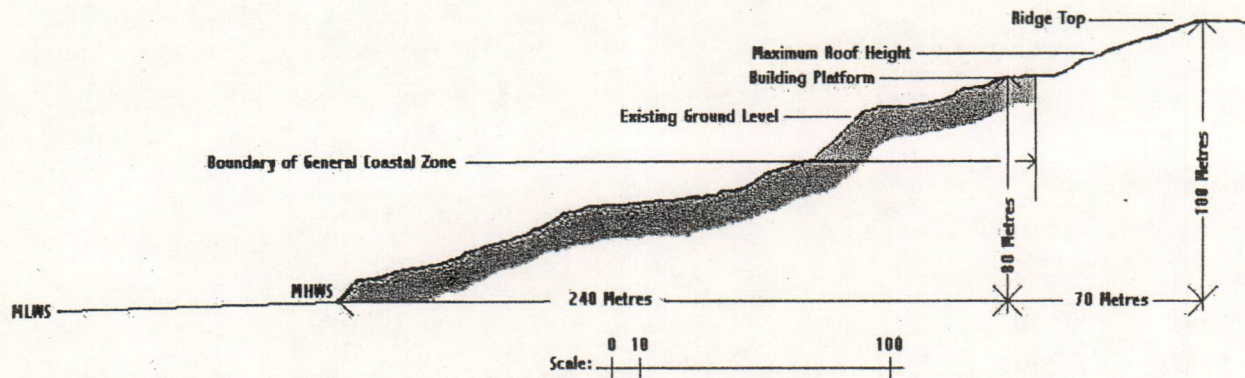 Ridge Top
Maximum Roof Height
Building Platform
Existing Ground Level
Boundary of General Coastal Zone
80 Metres
100 Metres
MHWS
MLWS
240 Metres
70 Metres
0 10 100
Scale: